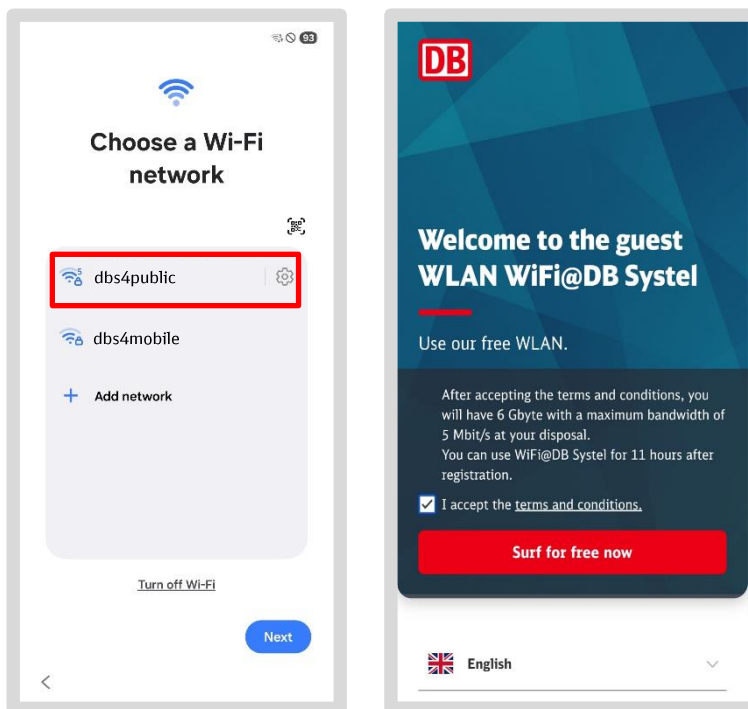 93
Choose a Wi-Fi
network
5
dbs4public
dbs4mobile
+ Add network
Turn off Wi-Fi
Next
<
DB
Welcome to the guest
WLAN WiFi@DB Systel
Use our free WLAN.
After accepting the terms and conditions, you
will have 6 Gbyte with a maximum bandwidth of
5 Mbit/s at your disposal.
You can use WiFi@DB Systel for 11 hours after
registration.
I accept the terms and conditions.
Surf for free now
English